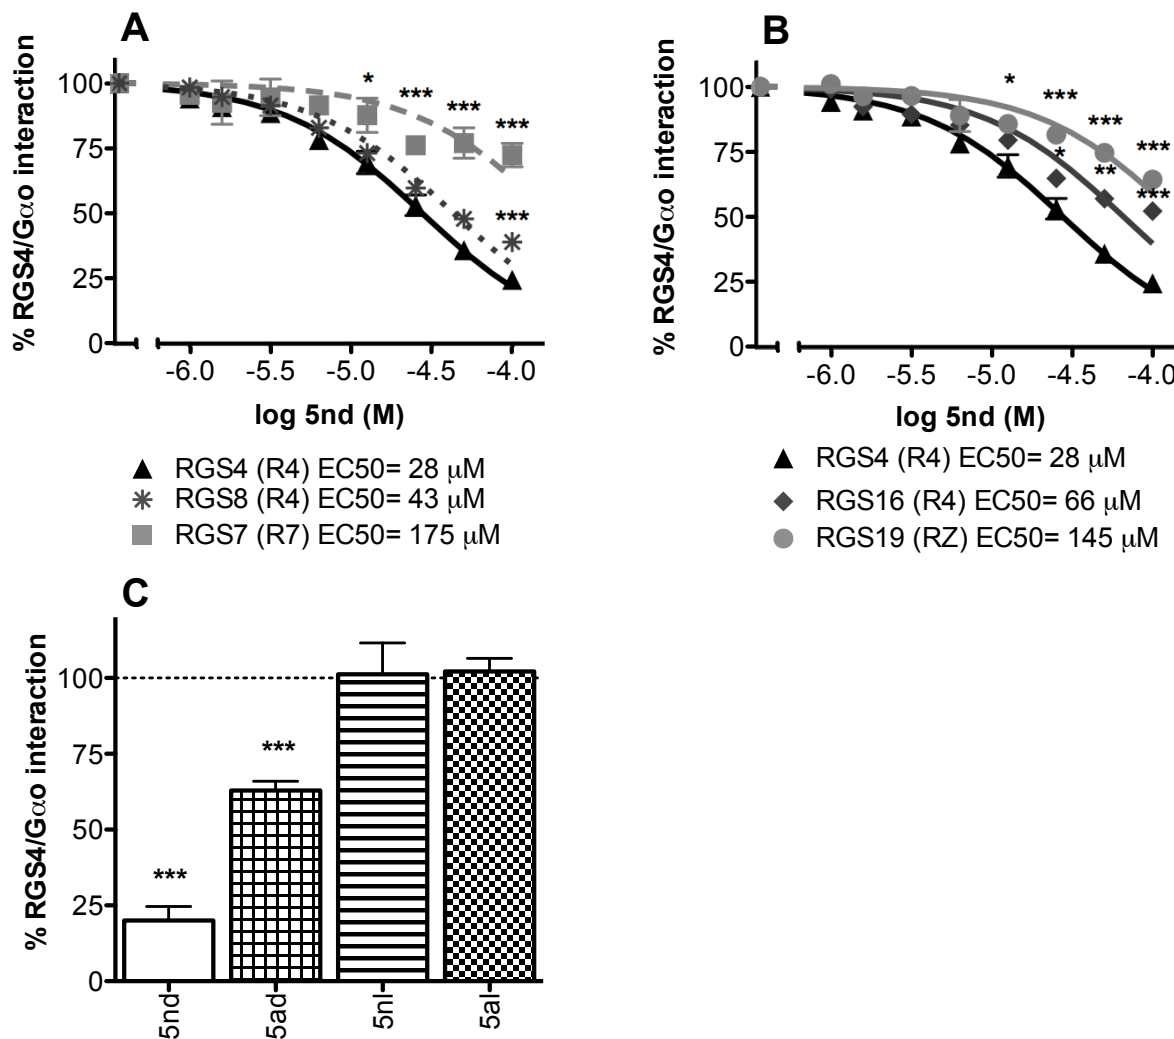 A
% RGS4/Gαo interaction
100
75
50
25
0
* *** *** ***
***
-6.0 -5.5 -5.0 -4.5 -4.0
log 5nd (M)
RGS4 (R4) EC50= 28 μM
RGS8 (R4) EC50= 43 μM
RGS7 (R7) EC50= 175 μM
B
% RGS4/Gαo interaction
100
75
50
25
0
* *** *** ***
* ** ***
-6.0 -5.5 -5.0 -4.5 -4.0
log 5nd (M)
RGS4 (R4) EC50= 28 μM
RGS16 (R4) EC50= 66 μM
RGS19 (RZ) EC50= 145 μM
C
% RGS4/Gαo interaction
100
75
50
25
0
***
***
5nd
5ad
5nl
5al